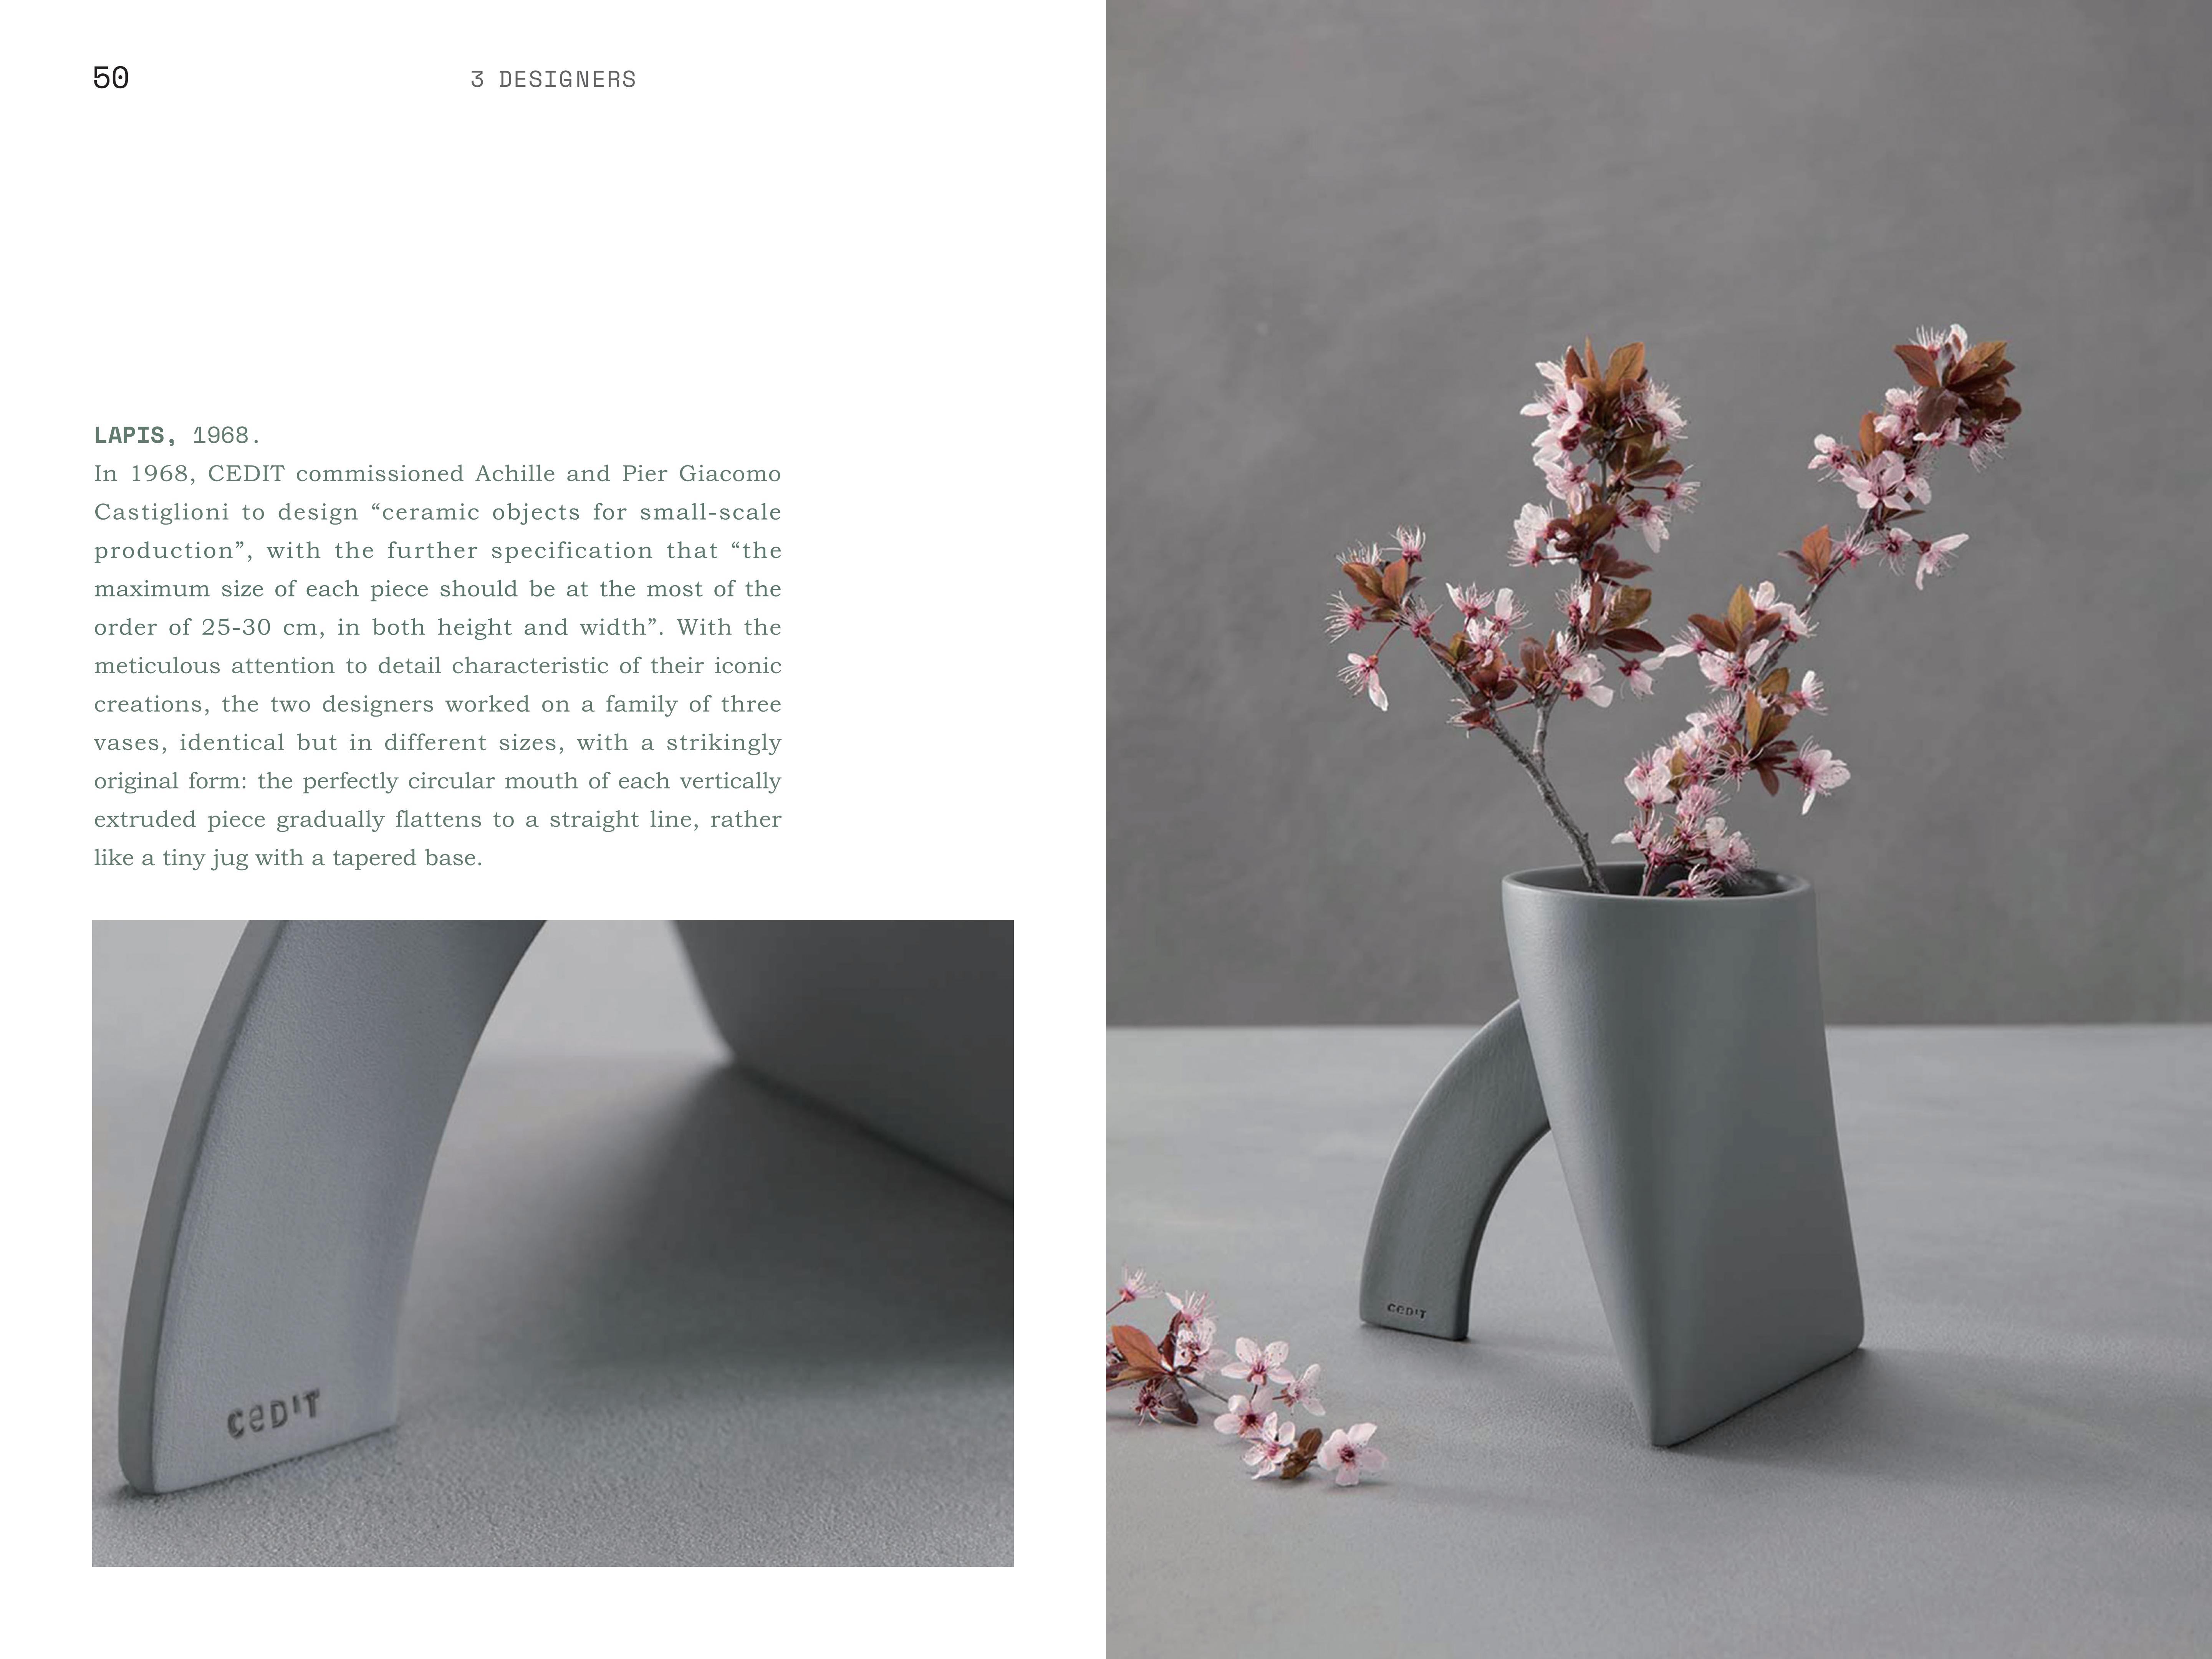 50
3 DESIGNERS
LAPIS, 1968.
In 1968, CEDIT commissioned Achille and Pier Giacomo
Castiglioni to design “ceramic objects for small-scale
production”, with the further specification that “the
maximum size of each piece should be at the most of the
order of 25-30 cm, in both height and width”. With the
meticulous attention to detail characteristic of their iconic
creations, the two designers worked on a family of three
vases, identical but in different sizes, with a strikingly
original form: the perfectly circular mouth of each vertically
extruded piece gradually flattens to a straight line, rather
like a tiny jug with a tapered base.
CeDIT
CeDIT